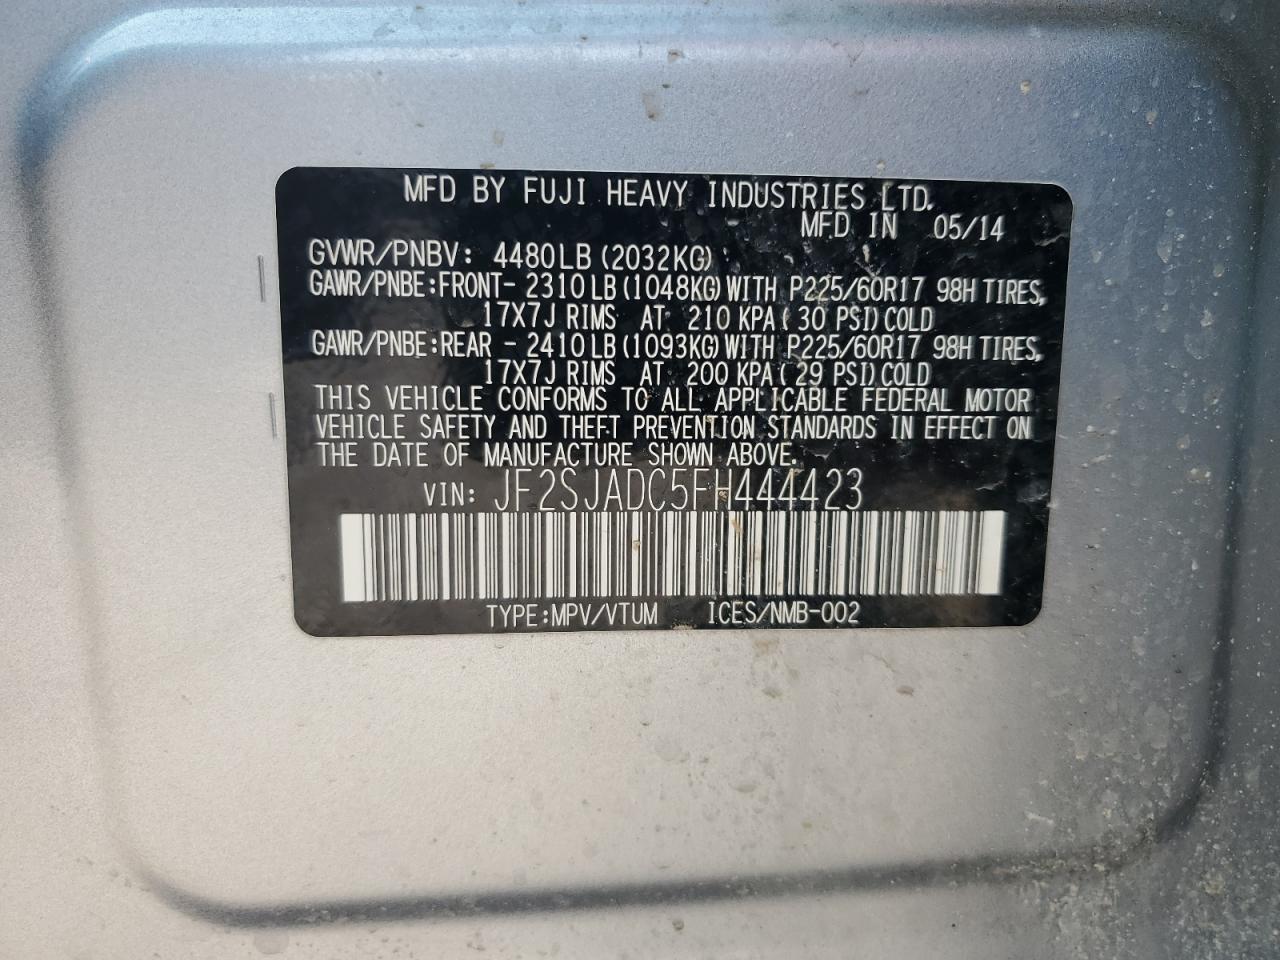 MFD BY FUJI HEAVY INDUSTRIES LTD.
MFD IN 05/14
GVWR/PNBV: 4480LB (2032KG)
GAWR/PNBE:FRONT- 2310LB (1048KG) WITH P225/60R17 98H TIRES,
17X7J RIMS AT 210 KPA( 30 PSI) COLD
GAWR/PNBE:REAR - 2410LB (1093KG) WITH P225/60R17 98H TIRES,
17X7J RIMS AT 200 KPA( 29 PSI) COLD
THIS VEHICLE CONFORMS TO ALL APPLICABLE FEDERAL MOTOR
VEHICLE SAFETY AND THEFT PREVENTION STANDARDS IN EFFECT ON
THE DATE OF MANUFACTURE SHOWN ABOVE.
VIN: JF2SJADC5FH444423
TYPE:MPV/VTUM ICES/NMB-002